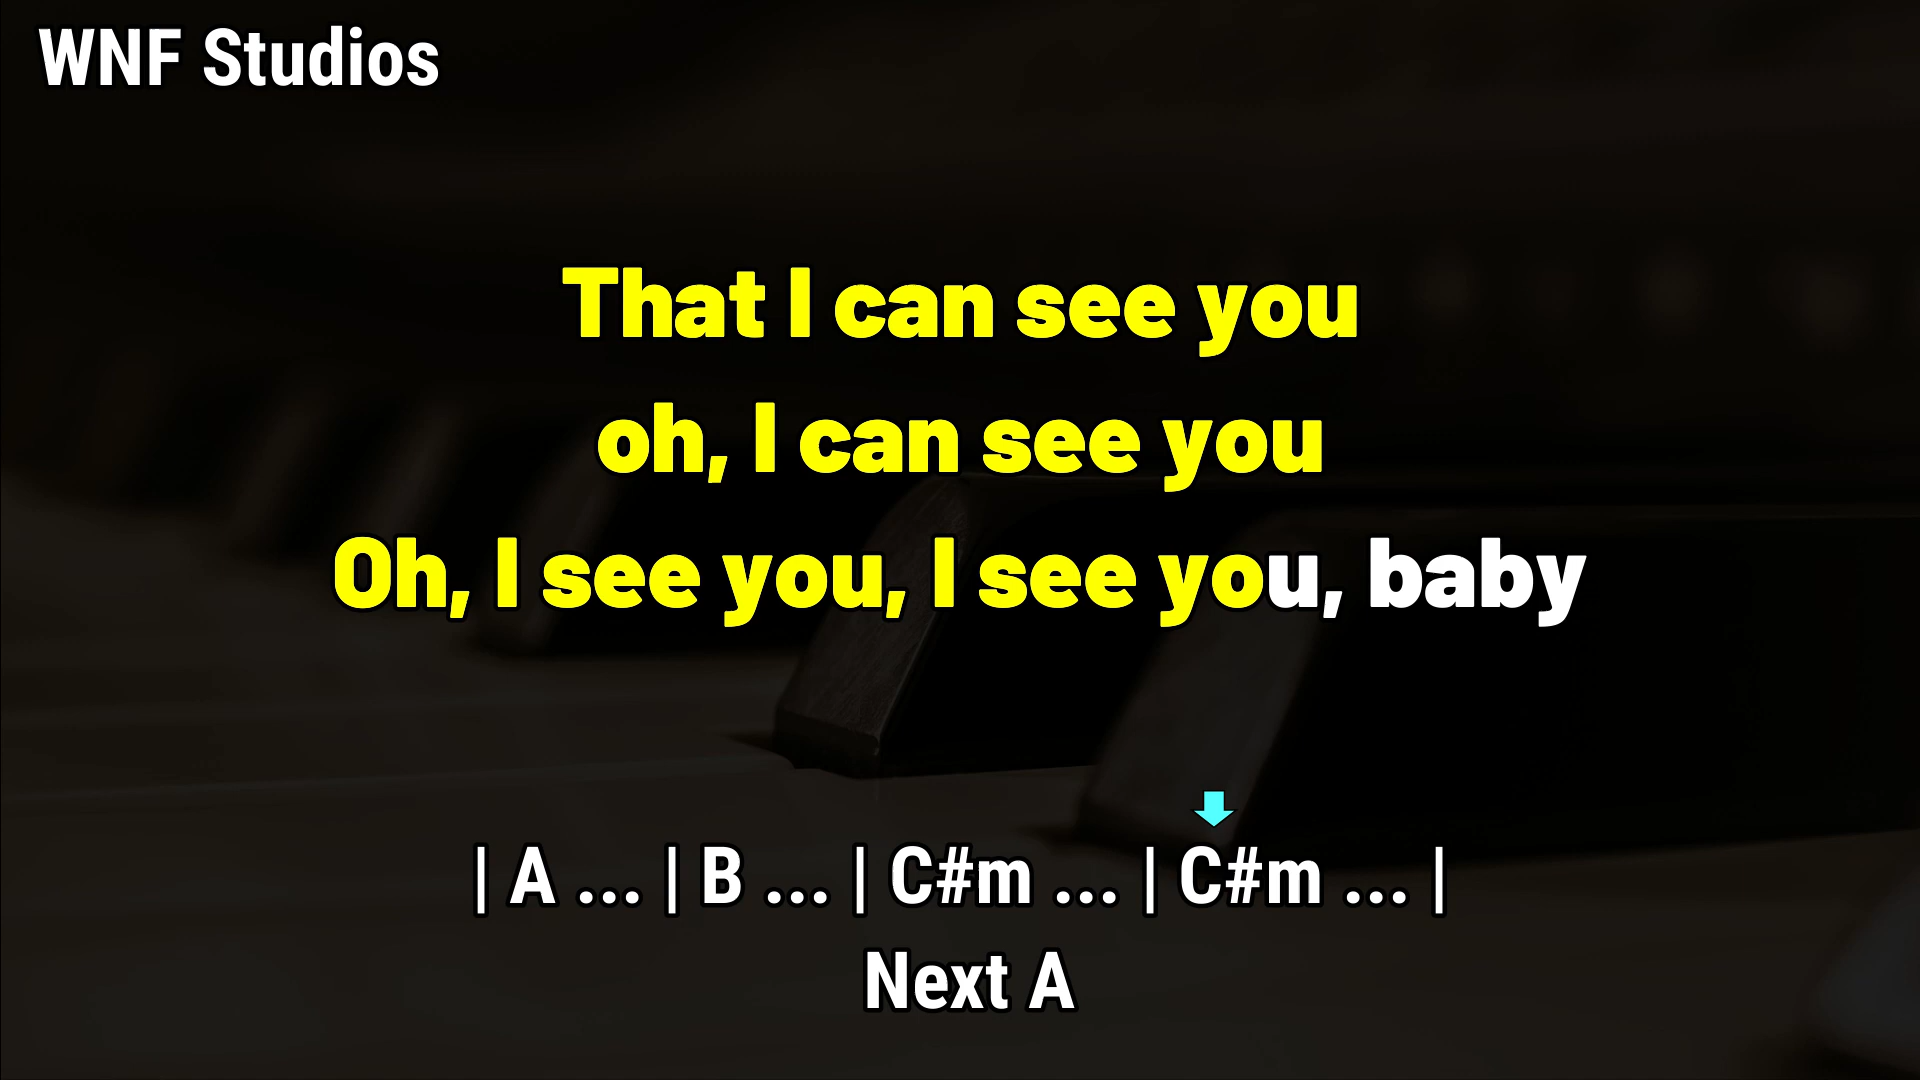 WNF Studios
That I can see you
oh, I can see you
Oh, I see you, I see you, baby
| A ... | B ... | C#m ... | C#m ... |
Next A